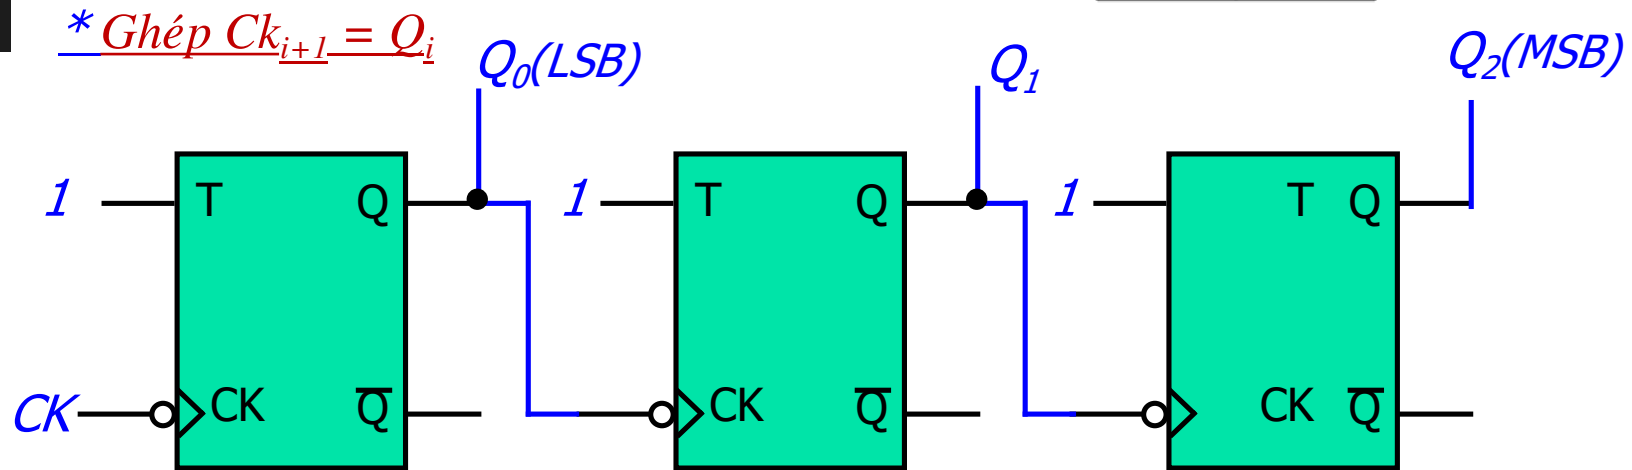 * Ghép Ck_{i+1} = Q_i
Q_0(LSB) Q_1 Q_2(MSB)
1 T Q 1 T Q 1 T Q
CK CK Q̅ CK Q̅ CK Q̅